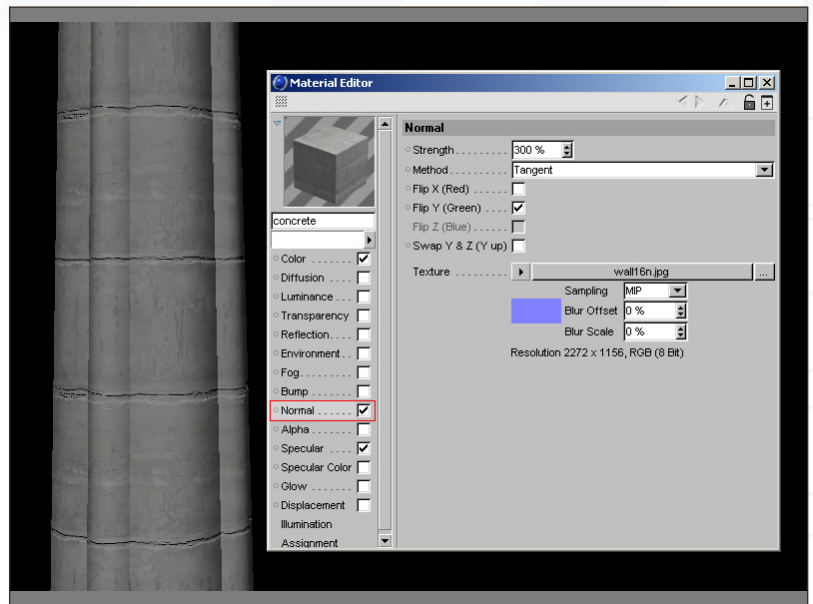 Material Editor
Normal
Strength......... 300 %
Method.......... Tangent
Flip X (Red) ......
Flip Y (Green) ....
Flip Z (Blue)......
Swap Y & Z (Y up)
Texture ......... wall16n.jpg ...
Sampling MIP
Blur Offset 0 %
Blur Scale 0 %
Resolution 2272 x 1156, RGB (8 Bit)
concrete
Color .......
Diffusion ....
Luminance ...
Transparency
Reflection....
Environment ..
Fog.........
Bump .......
Normal ......
Alpha.......
Specular ....
Specular Color
Glow .......
Displacement
Illumination
Assignment